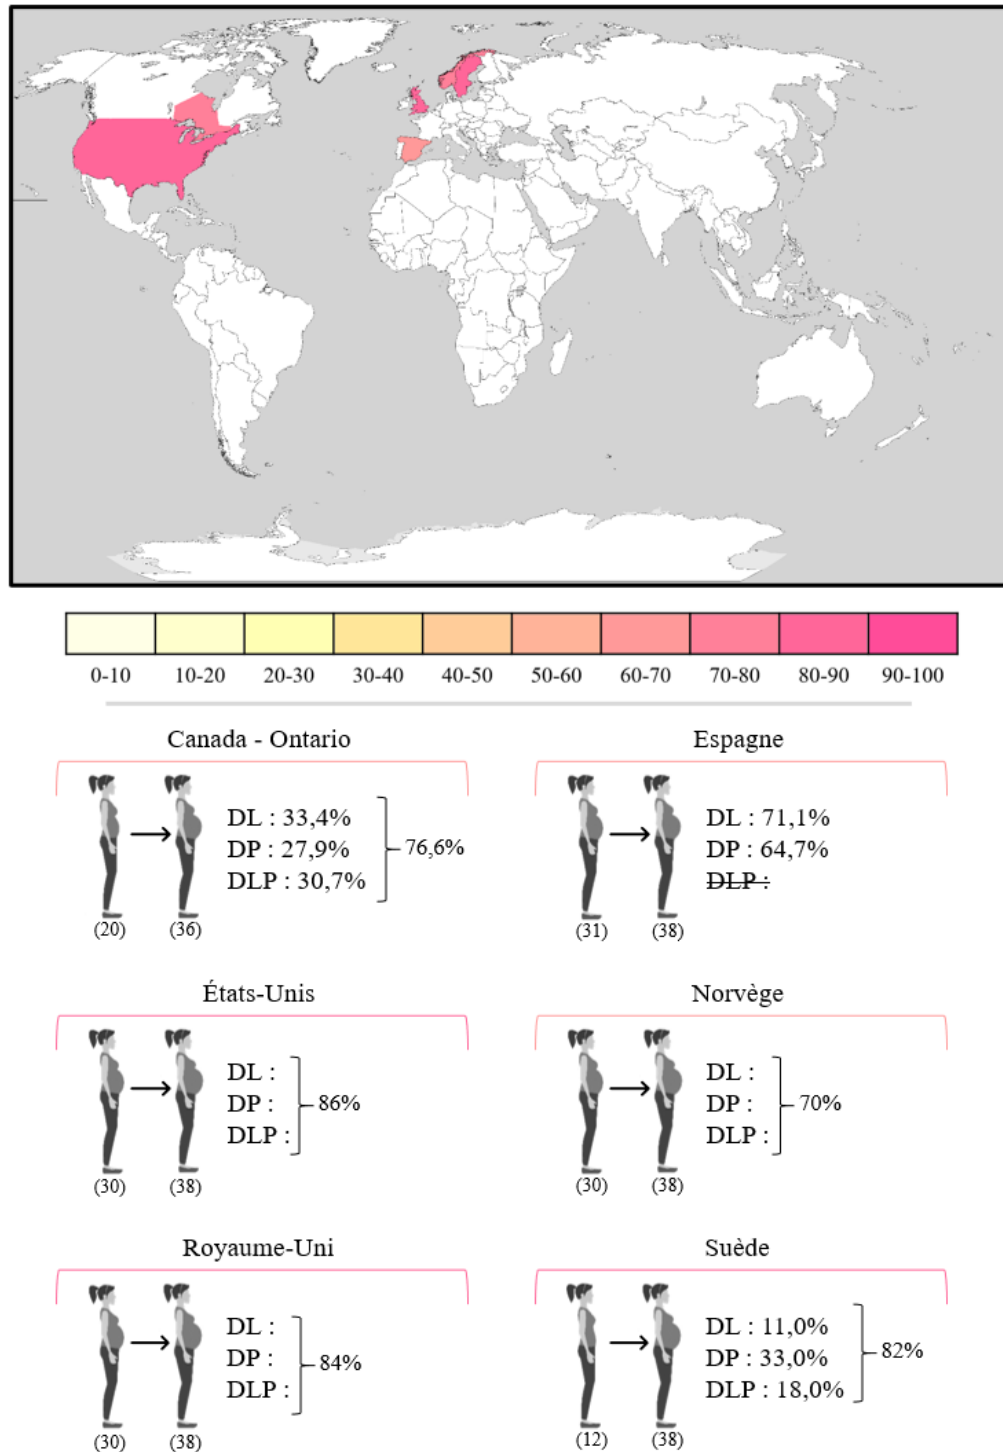 0-10 10-20 20-30 30-40 40-50 50-60 60-70 70-80 80-90 90-100
Canada - Ontario
DL : 33,4%
DP : 27,9%
DLP : 30,7%
76,6%
(20) (36)
Espagne
DL : 71,1%
DP : 64,7%
DLP :
(31) (38)
États-Unis
DL :
DP :
DLP :
86%
(30) (38)
Norvège
DL :
DP :
DLP :
70%
(30) (38)
Royaume-Uni
DL :
DP :
DLP :
84%
(30) (38)
Suède
DL : 11,0%
DP : 33,0%
DLP : 18,0%
82%
(12) (38)